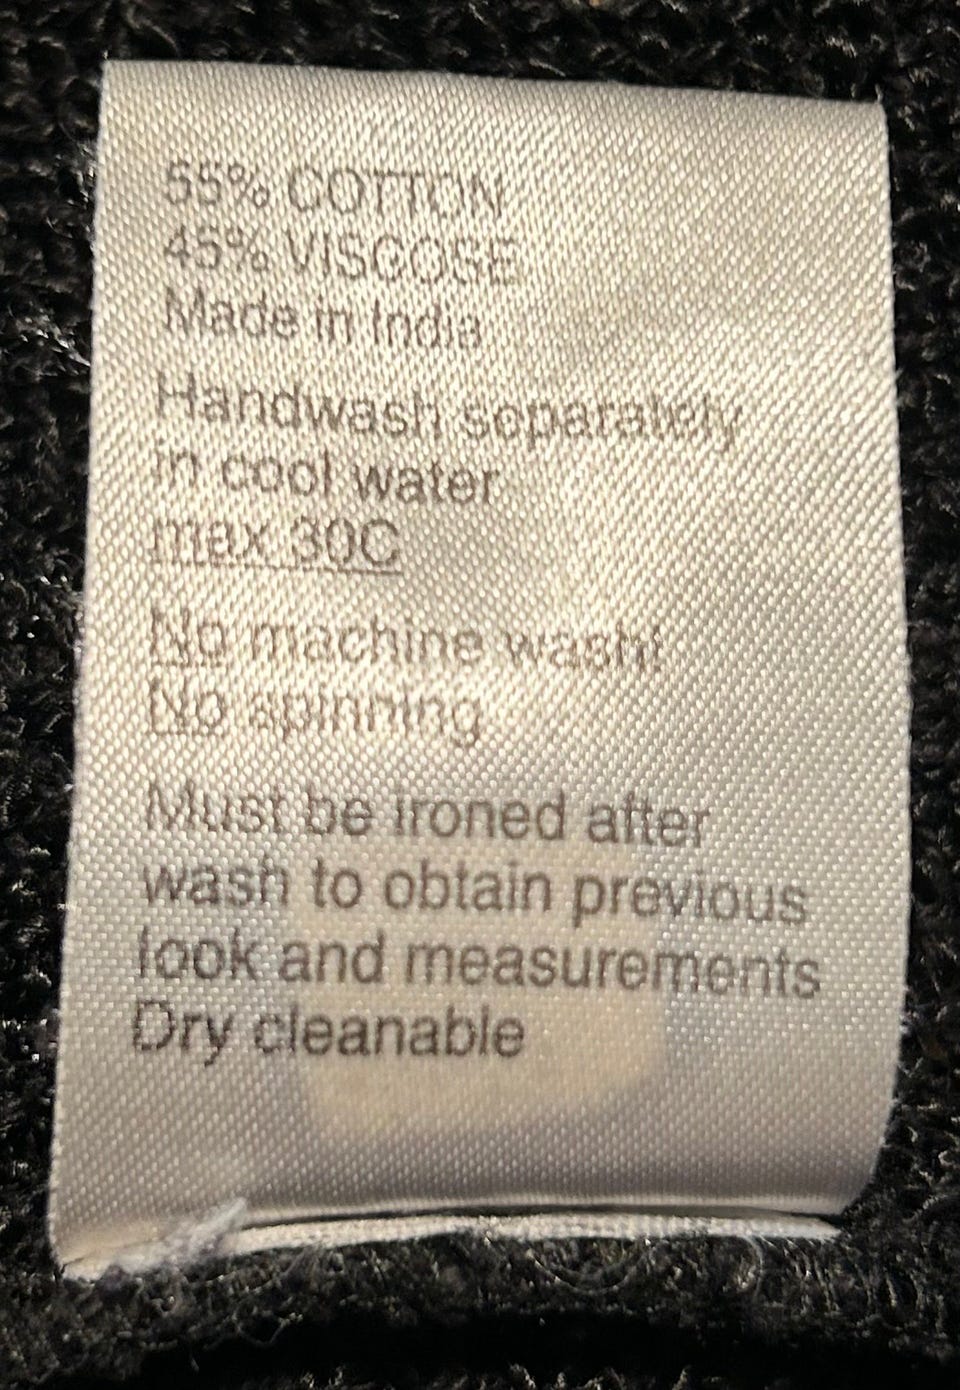 55% COTTON
45% VISCOSE
Made in India
Handwash separately
in cool water
max 30C
No machine wash!
No spinning
Must be ironed after
wash to obtain previous
look and measurements
Dry cleanable